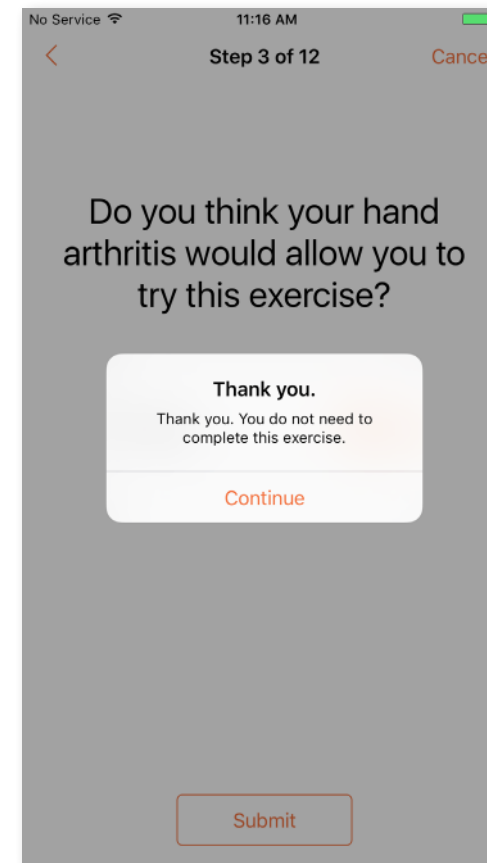 No Service 11:16 AM
Step 3 of 12 Cance
Do you think your hand
arthritis would allow you to
try this exercise?
Thank you.
Thank you. You do not need to
complete this exercise.
Continue
Submit